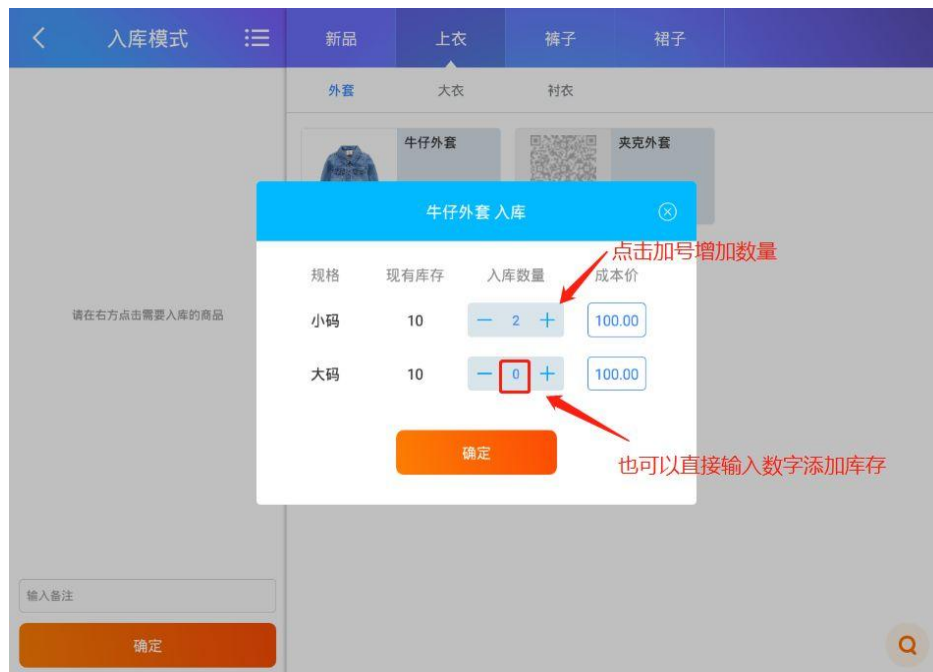 入库模式
新品 上衣 裤子 裙子
外套 大衣 衬衣
牛仔外套 夹克外套
牛仔外套 入库
点击加号增加数量
规格 现有库存 入库数量 成本价
请在右方点击需要入库的商品
小码 10 — 2 + 100.00
大码 10 — 0 + 100.00
确定
也可以直接输入数字添加库存
输入备注
确定